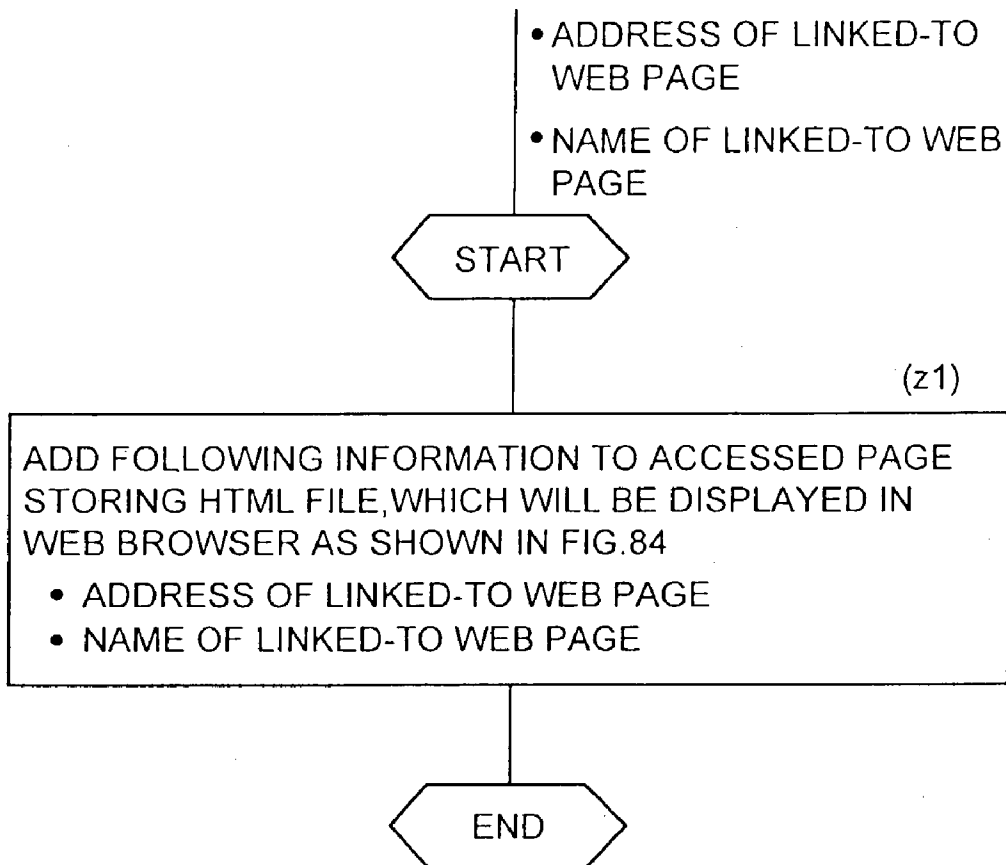 • ADDRESS OF LINKED-TO
WEB PAGE
• NAME OF LINKED-TO WEB
PAGE
START
(z1)
ADD FOLLOWING INFORMATION TO ACCESSED PAGE
STORING HTML FILE,WHICH WILL BE DISPLAYED IN
WEB BROWSER AS SHOWN IN FIG.84
• ADDRESS OF LINKED-TO WEB PAGE
• NAME OF LINKED-TO WEB PAGE
END